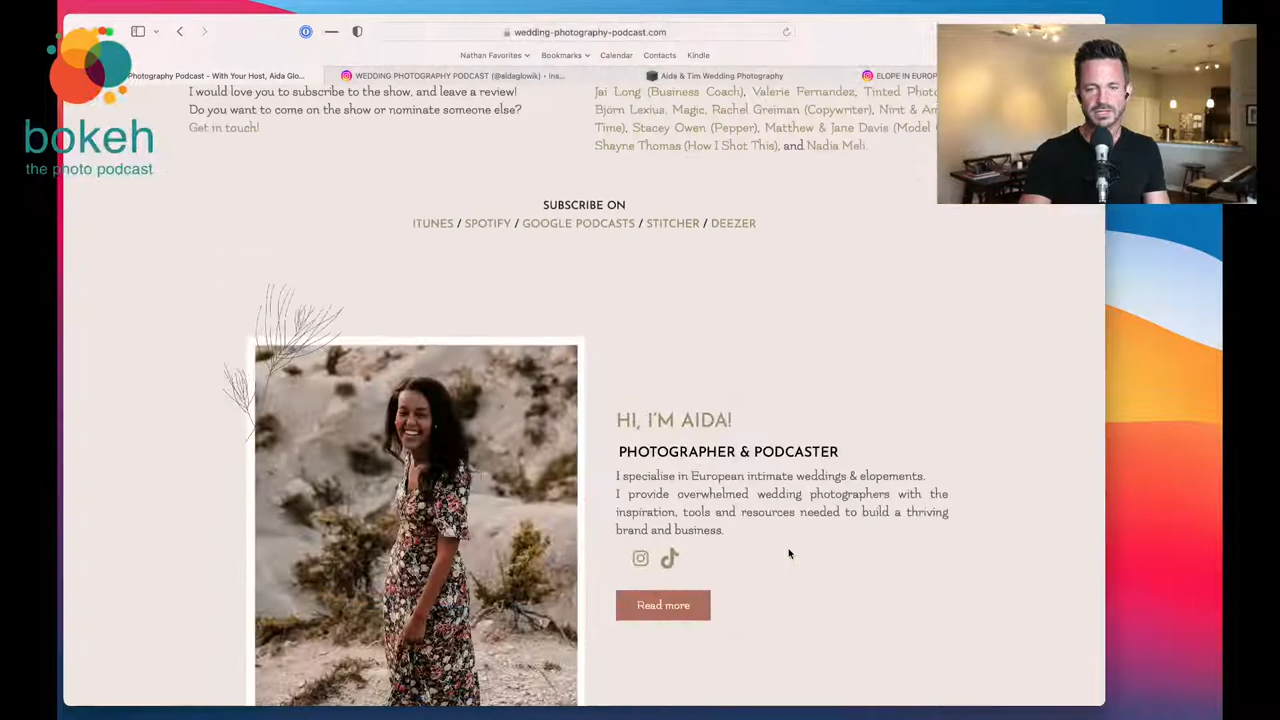 wedding-photography-podcast.com
Nathan Favorites
Bookmarks
Calendar
Contacts
Kindle
Photography Podcast - With Your Host, Aida Glo...
WEDDING PHOTOGRAPHY PODCAST (@aidaglowik) • Ins...
Aida & Tim Wedding Photography
ELOPE IN EUROP
bokeh
the photo podcast
I would love you to subscribe to the show, and leave a review!
Do you want to come on the show or nominate someone else?
Get in touch!
Jai Long (Business Coach), Valerie Fernandez, Tinted Photo
Bjorn Lexius, Magic, Rachel Greiman (Copywriter), Nirit & Am
Time), Stacey Owen (Pepper), Matthew & Jane Davis (Model
Shayne Thomas (How I Shot This), and Nadia Meli.
SUBSCRIBE ON
ITUNES / SPOTIFY / GOOGLE PODCASTS / STITCHER / DEEZER
HI, I'M AIDA!
PHOTOGRAPHER & PODCASTER
I specialise in European intimate weddings & elopements.
I provide overwhelmed wedding photographers with the
inspiration, tools and resources needed to build a thriving
brand and business.
Read more